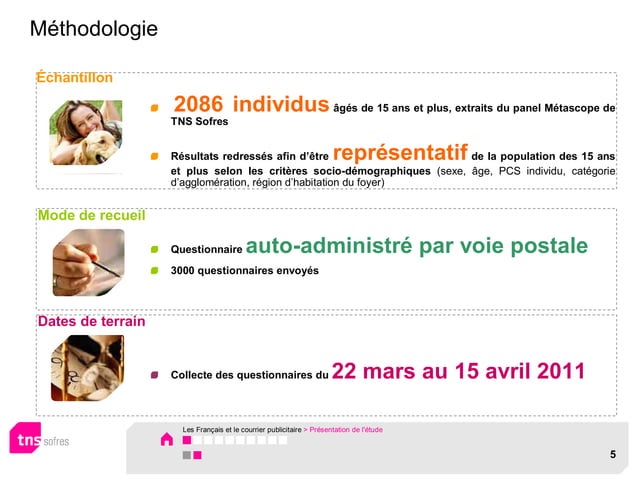 Méthodologie
Échantillon
2086 individus âgés de 15 ans et plus, extraits du panel Métascope de
TNS Sofres
Résultats redressés afin d'être représentatif de la population des 15 ans
et plus selon les critères socio-démographiques (sexe, âge, PCS individu, catégorie
d'agglomération, région d'habitation du foyer)
Mode de recueil
Questionnaire auto-administré par voie postale
3000 questionnaires envoyés
Dates de terrain
Collecte des questionnaires du 22 mars au 15 avril 2011
Les Français et le courrier publicitaire > Présentation de l'étude
tns sofres
5